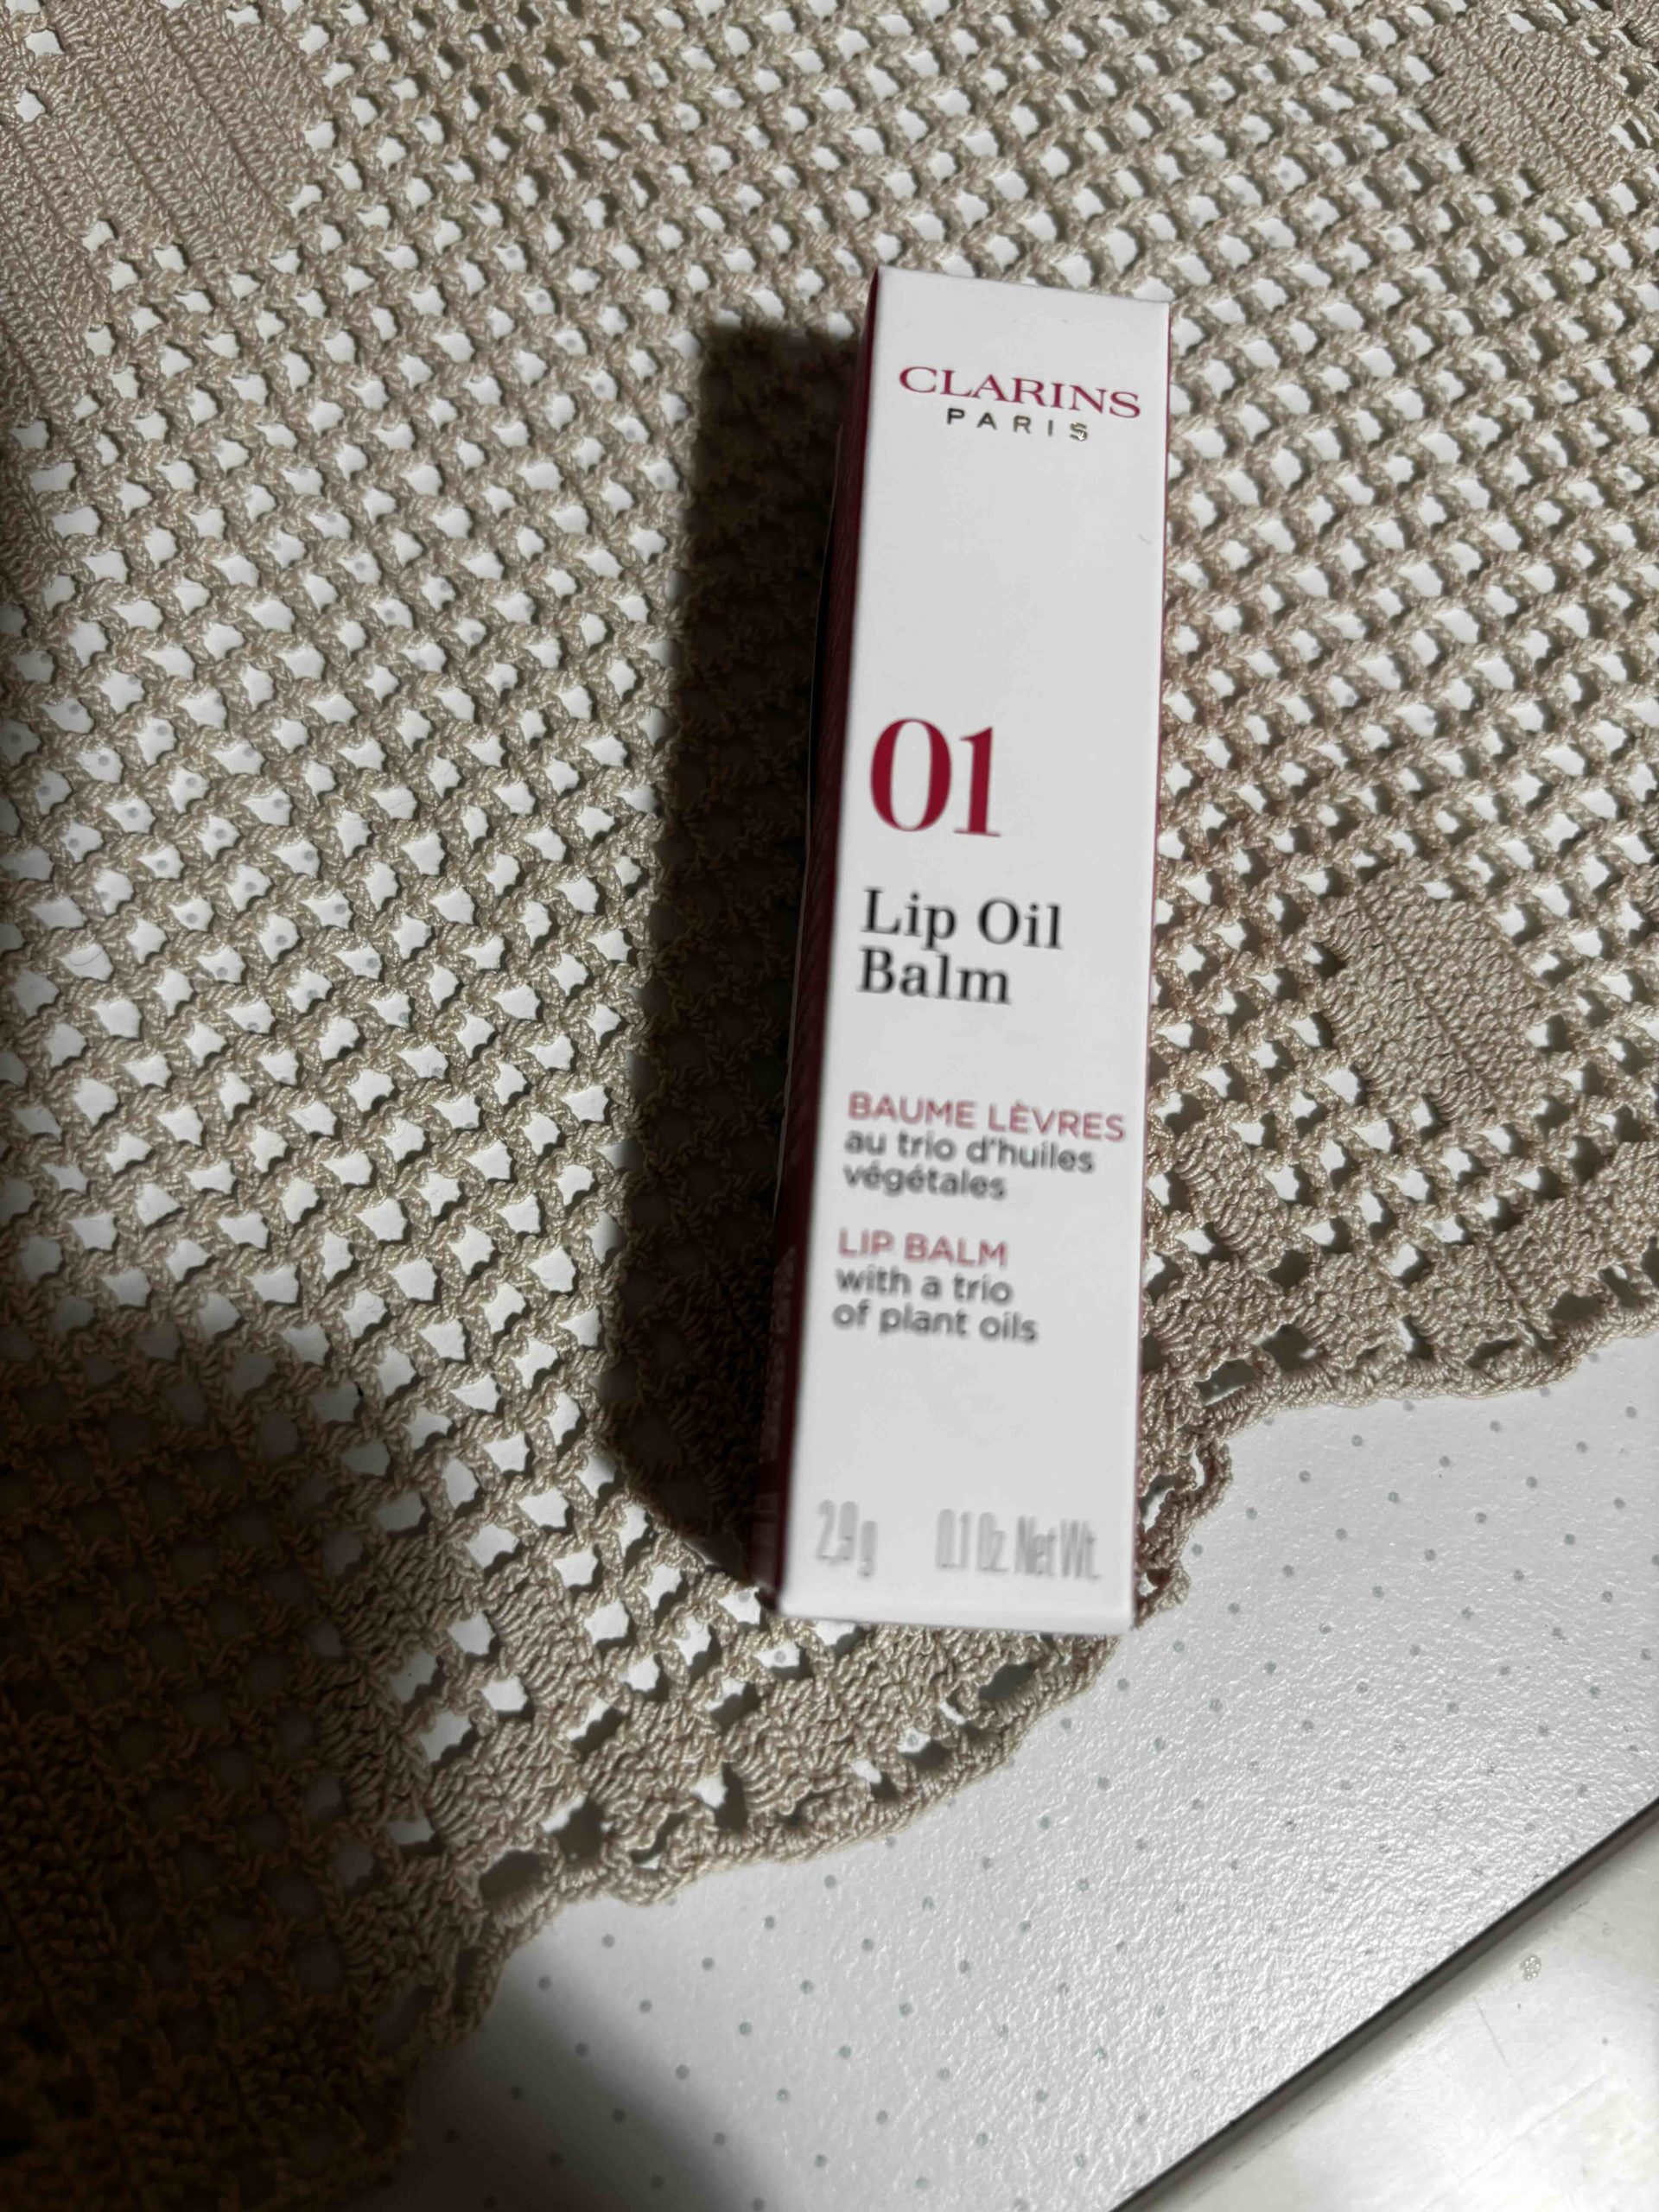 CLARINS
PARIS
01
Lip Oil
Balm
BAUME LÈVRES
au trio d'huiles
végétales
LIP BALM
with a trio
of plant oils
2,9 g 0.1 Oz. Net Wt.